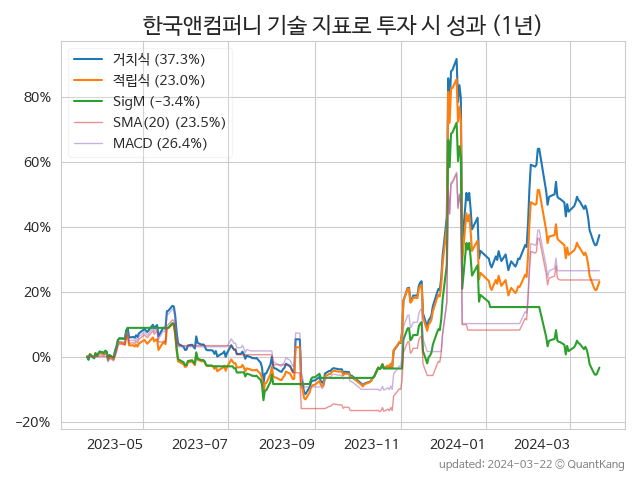 한국앤컴퍼니 기술 지표로 투자 시 성과 (1년)
거치식 (37.3%)
적립식 (23.0%)
SigM (−3.4%)
SMA(20) (23.5%)
MACD (26.4%)
80%
60%
40%
20%
0%
−20%
2023-05
2023-07
2023-09
2023-11
2024-01
2024-03
updated: 2024-03-22 © QuantKang